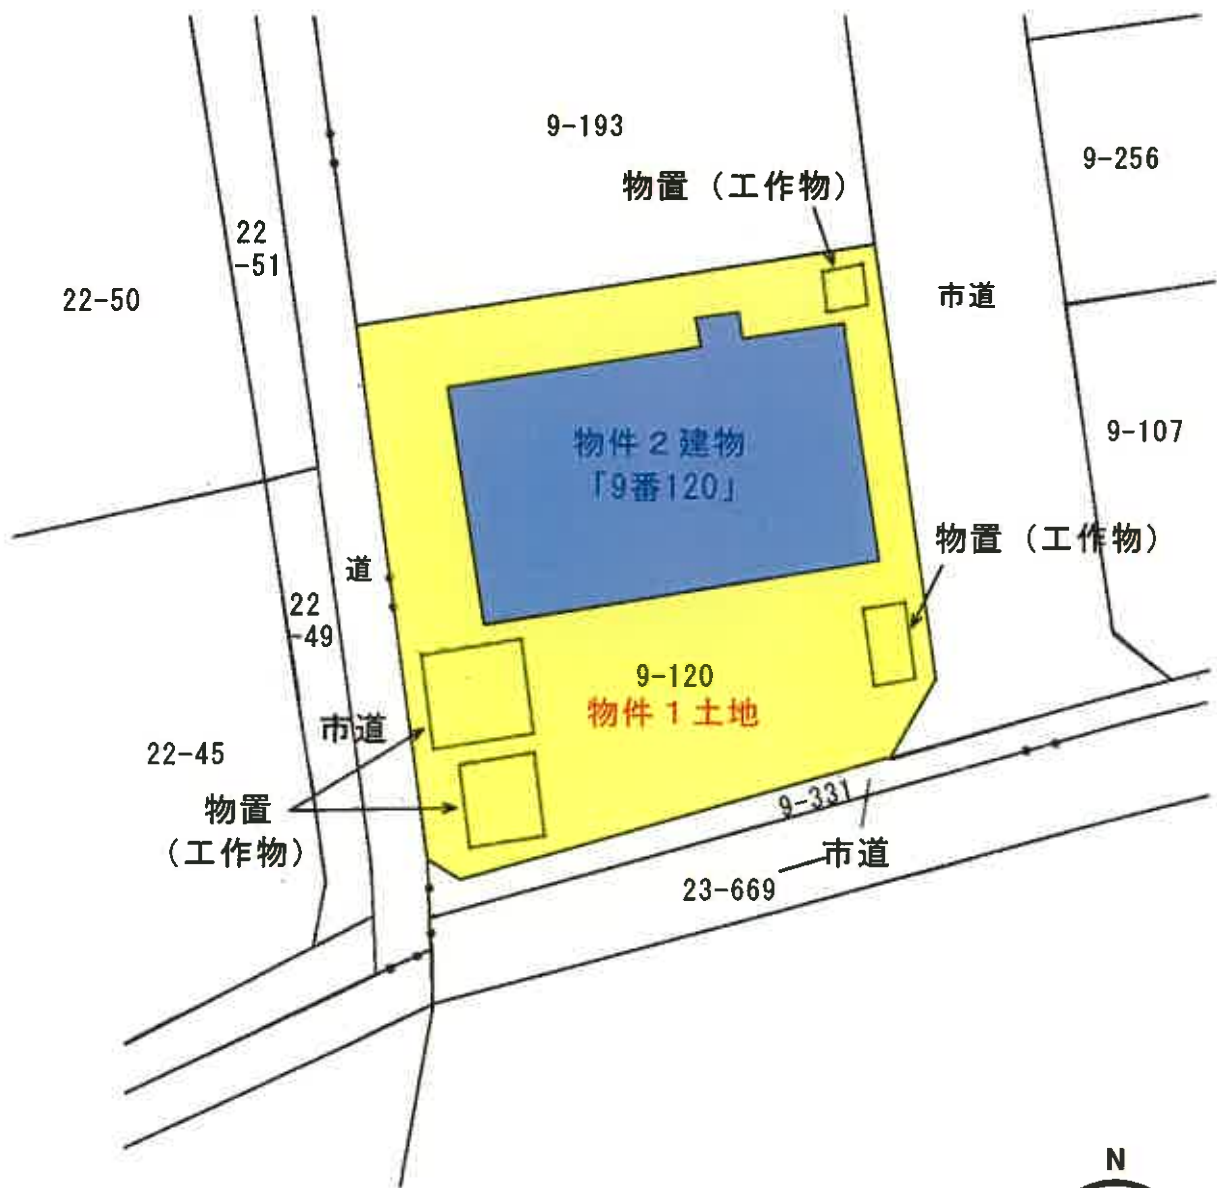 9-193
9-256
物置（工作物）
22
-51
22-50
市道
9-107
物件２建物
「9番120」
物置（工作物）
道
22
-49
9-120
物件１土地
市道
22-45
9-331
物置
（工作物）
市道
23-669
N